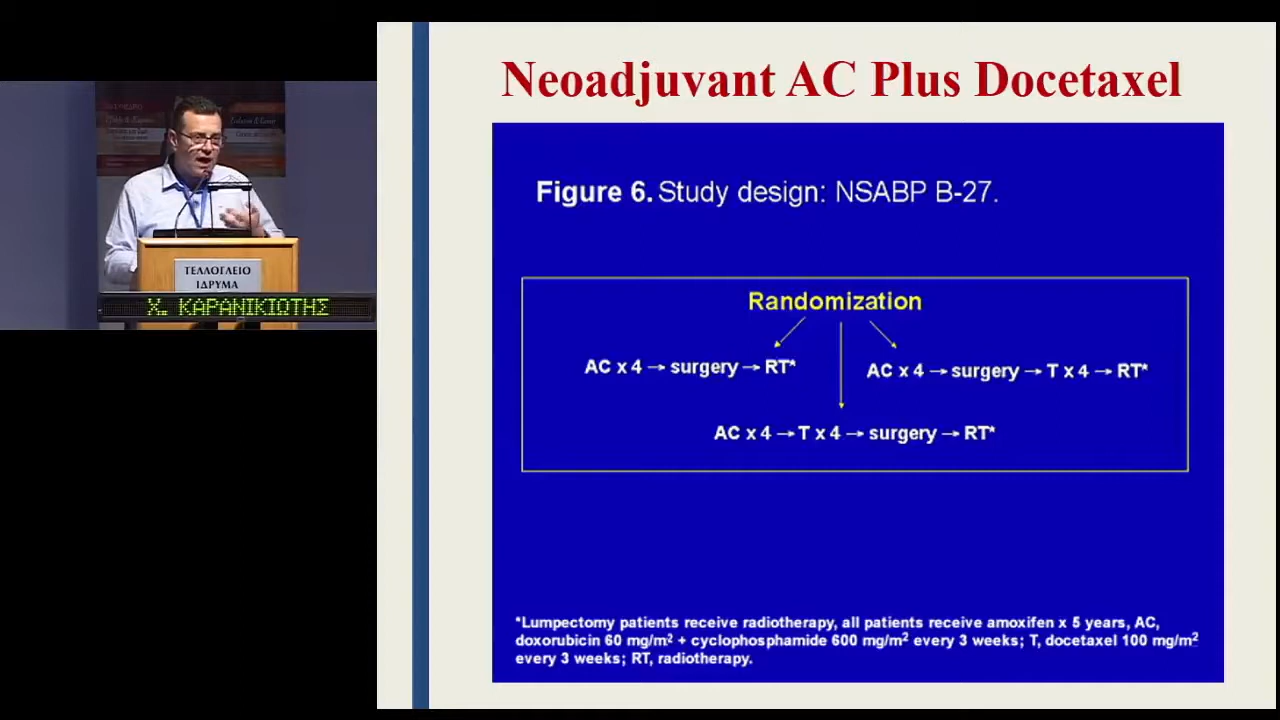 Neoadjuvant AC Plus Docetaxel
Figure 6. Study design: NSABP B-27.
Randomization
AC x 4 → surgery → RT*
AC x 4 → surgery → T x 4 → RT*
AC x 4 → T x 4 → surgery → RT*
*Lumpectomy patients receive radiotherapy, all patients receive amoxifen x 5 years, AC,
doxorubicin 60 mg/m² + cyclophosphamide 600 mg/m² every 3 weeks; T, docetaxel 100 mg/m²
every 3 weeks; RT, radiotherapy.
ΤΕΛΛΟΓΛΕΙΟ
ΙΔΡΥΜΑ
Χ. ΚΑΡΑΝΙΚΙΩΤΗΣ